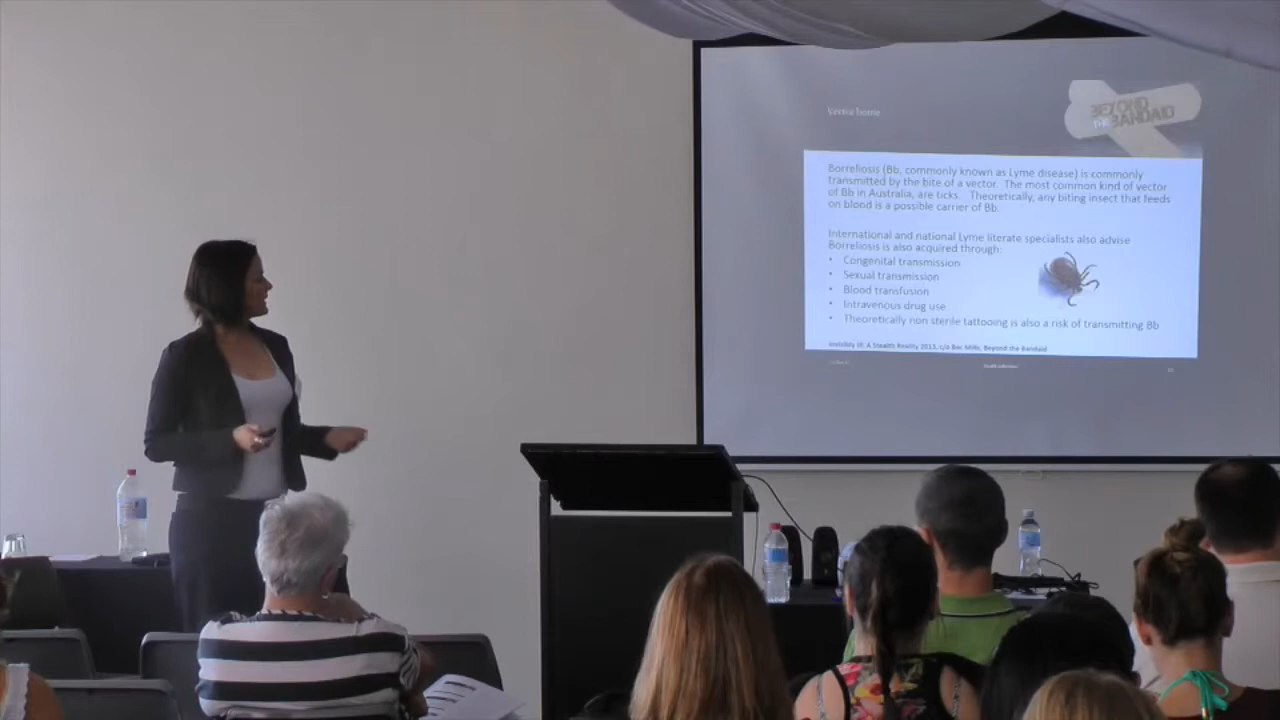 Vector borne
BEYOND
THE BANDAID
Borreliosis (Bb, commonly known as Lyme disease) is commonly
transmitted by the bite of a vector. The most common kind of vector
of Bb in Australia, are ticks. Theoretically, any biting insect that feeds
on blood is a possible carrier of Bb.
International and national Lyme literate specialists also advise
Borreliosis is also acquired through:
• Congenital transmission
• Sexual transmission
• Blood transfusion
• Intravenous drug use
• Theoretically non sterile tattooing is also a risk of transmitting Bb
Invisibly Ill: A Stealth Reality 2013, c/o Bec Mills, Beyond the Bandaid